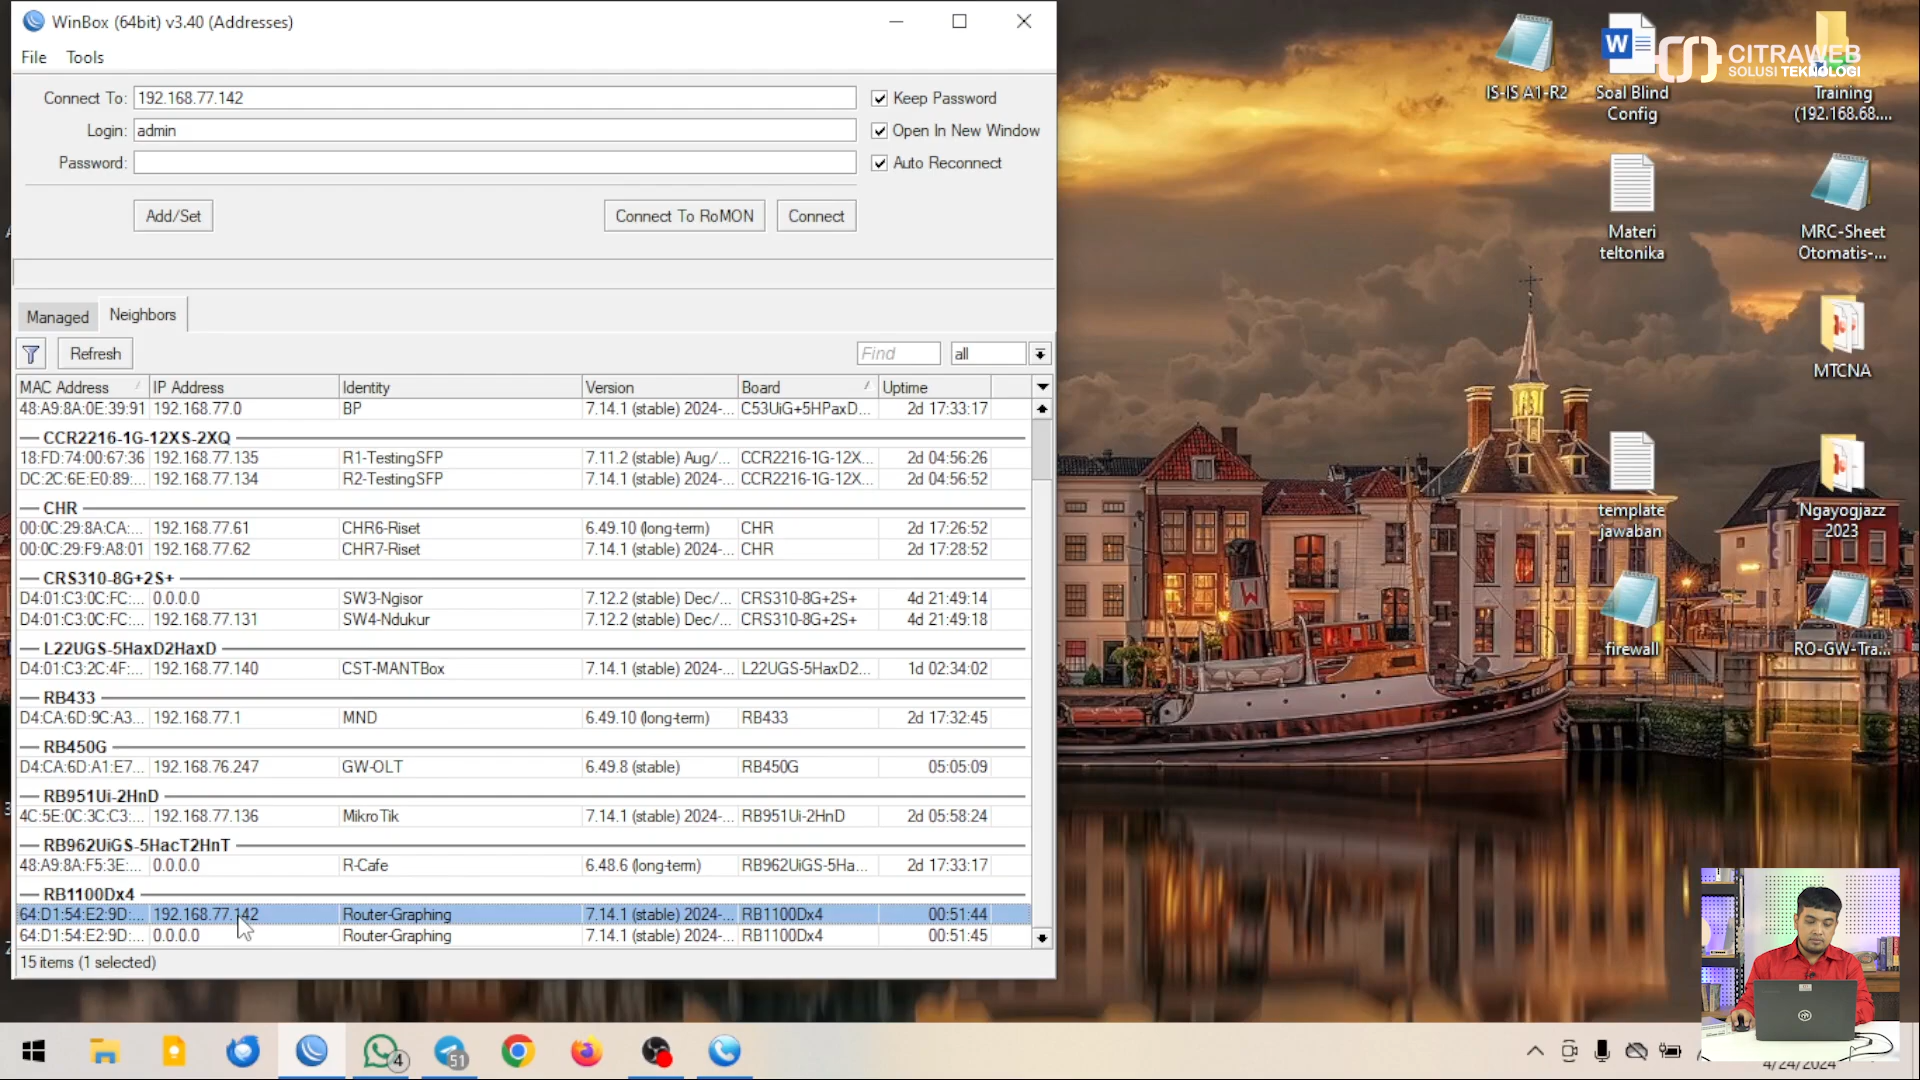 WinBox (64bit) v3.40 (Addresses)
File Tools
Connect To: 192.168.77.142 Keep Password
Login: admin Open In New Window
Password: Auto Reconnect
Add/Set Connect To RoMON Connect
Managed Neighbors
Refresh Find all
MAC Address IP Address Identity Version Board Uptime
48:A9:8A:0E:39:91 192.168.77.0 BP 7.14.1 (stable) 2024-... C53UiG+5HPaxD... 2d 17:33:17
CCR2216-1G-12XS-2XQ
18:FD:74:00:67:36 192.168.77.135 R1-TestingSFP 7.11.2 (stable) Aug/... CCR2216-1G-12X... 2d 04:56:26
DC:2C:6E:E0:89:... 192.168.77.134 R2-TestingSFP 7.14.1 (stable) 2024-... CCR2216-1G-12X... 2d 04:56:52
CHR
00:0C:29:8A:CA:... 192.168.77.61 CHR6-Riset 6.49.10 (long-term) CHR 2d 17:26:52
00:0C:29:F9:A8:01 192.168.77.62 CHR7-Riset 7.14.1 (stable) 2024-... CHR 2d 17:28:52
CRS310-8G+2S+
D4:01:C3:0C:FC:... 0.0.0.0 SW3-Ngisor 7.12.2 (stable) Dec/... CRS310-8G+2S+ 4d 21:49:14
D4:01:C3:0C:FC:... 192.168.77.131 SW4-Ndukur 7.12.2 (stable) Dec/... CRS310-8G+2S+ 4d 21:49:18
L22UGS-5HaxD2HaxD
D4:01:C3:2C:4F:... 192.168.77.140 CST-MANTBox 7.14.1 (stable) 2024-... L22UGS-5HaxD2... 1d 02:34:02
RB433
D4:CA:6D:9C:A3... 192.168.77.1 MND 6.49.10 (long-term) RB433 2d 17:32:45
RB450G
D4:CA:6D:A1:E7... 192.168.76.247 GW-OLT 6.49.8 (stable) RB450G 05:05:09
RB951Ui-2HnD
4C:5E:0C:3C:C3:... 192.168.77.136 MikroTik 7.14.1 (stable) 2024-... RB951Ui-2HnD 2d 05:58:24
RB962UiGS-5HacT2HnT
48:A9:8A:F5:3E:... 0.0.0.0 R-Cafe 6.48.6 (long-term) RB962UiGS-5Ha... 2d 17:33:17
RB1100Dx4
64:D1:54:E2:9D:... 192.168.77.142 Router-Graphing 7.14.1 (stable) 2024-... RB1100Dx4 00:51:44
64:D1:54:E2:9D:... 0.0.0.0 Router-Graphing 7.14.1 (stable) 2024-... RB1100Dx4 00:51:45
15 items (1 selected)
CITRAWEB
SOLUSI TEKNOLOGI
IS-IS A1-R2
Soal Blind
Config
Training
(192.168.68....
Materi
teltonika
MRC-Sheet
Otomatis-...
MTCNA
template
jawaban
Ngayogjazz
2023
firewall
RO-GW-Tra...
W
4
51
4/24/2024